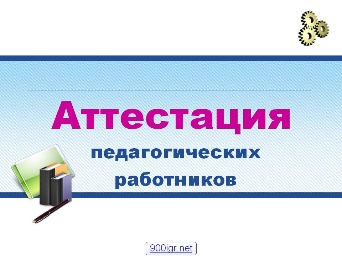 Аттестация
педагогических
работников
900igr.net